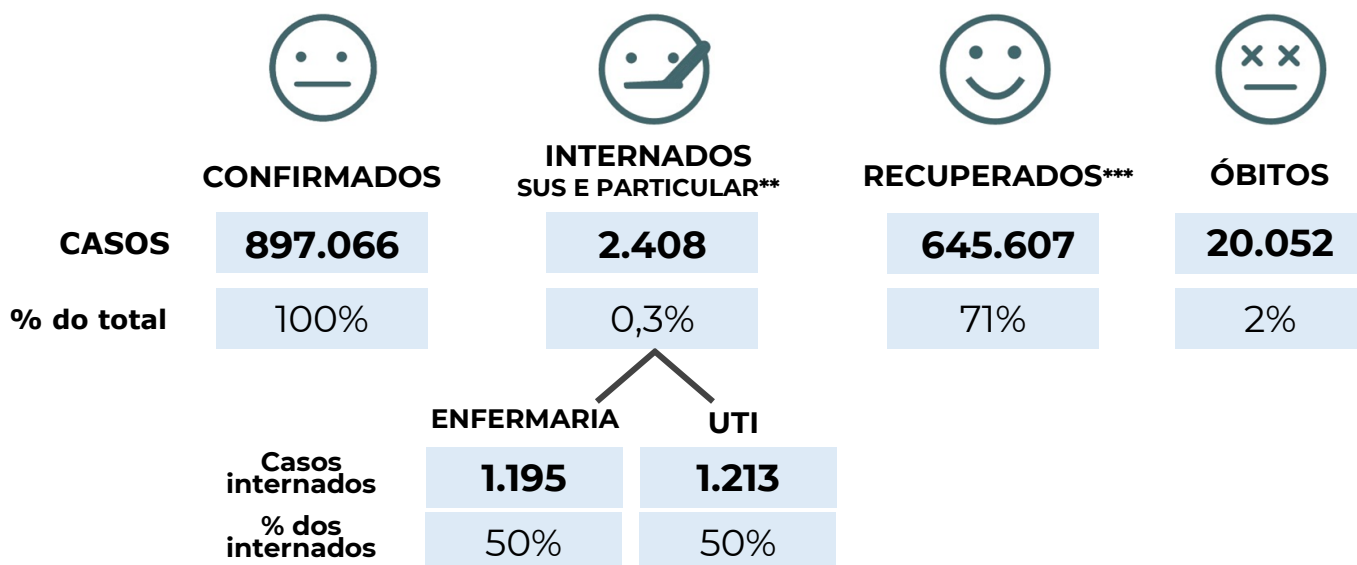 CONFIRMADOS
INTERNADOS
SUS E PARTICULAR**
RECUPERADOS***
ÓBITOS
CASOS 897.066 2.408 645.607 20.052
% do total 100% 0,3% 71% 2%
ENFERMARIA UTI
Casos
internados
1.195 1.213
% dos
internados
50% 50%